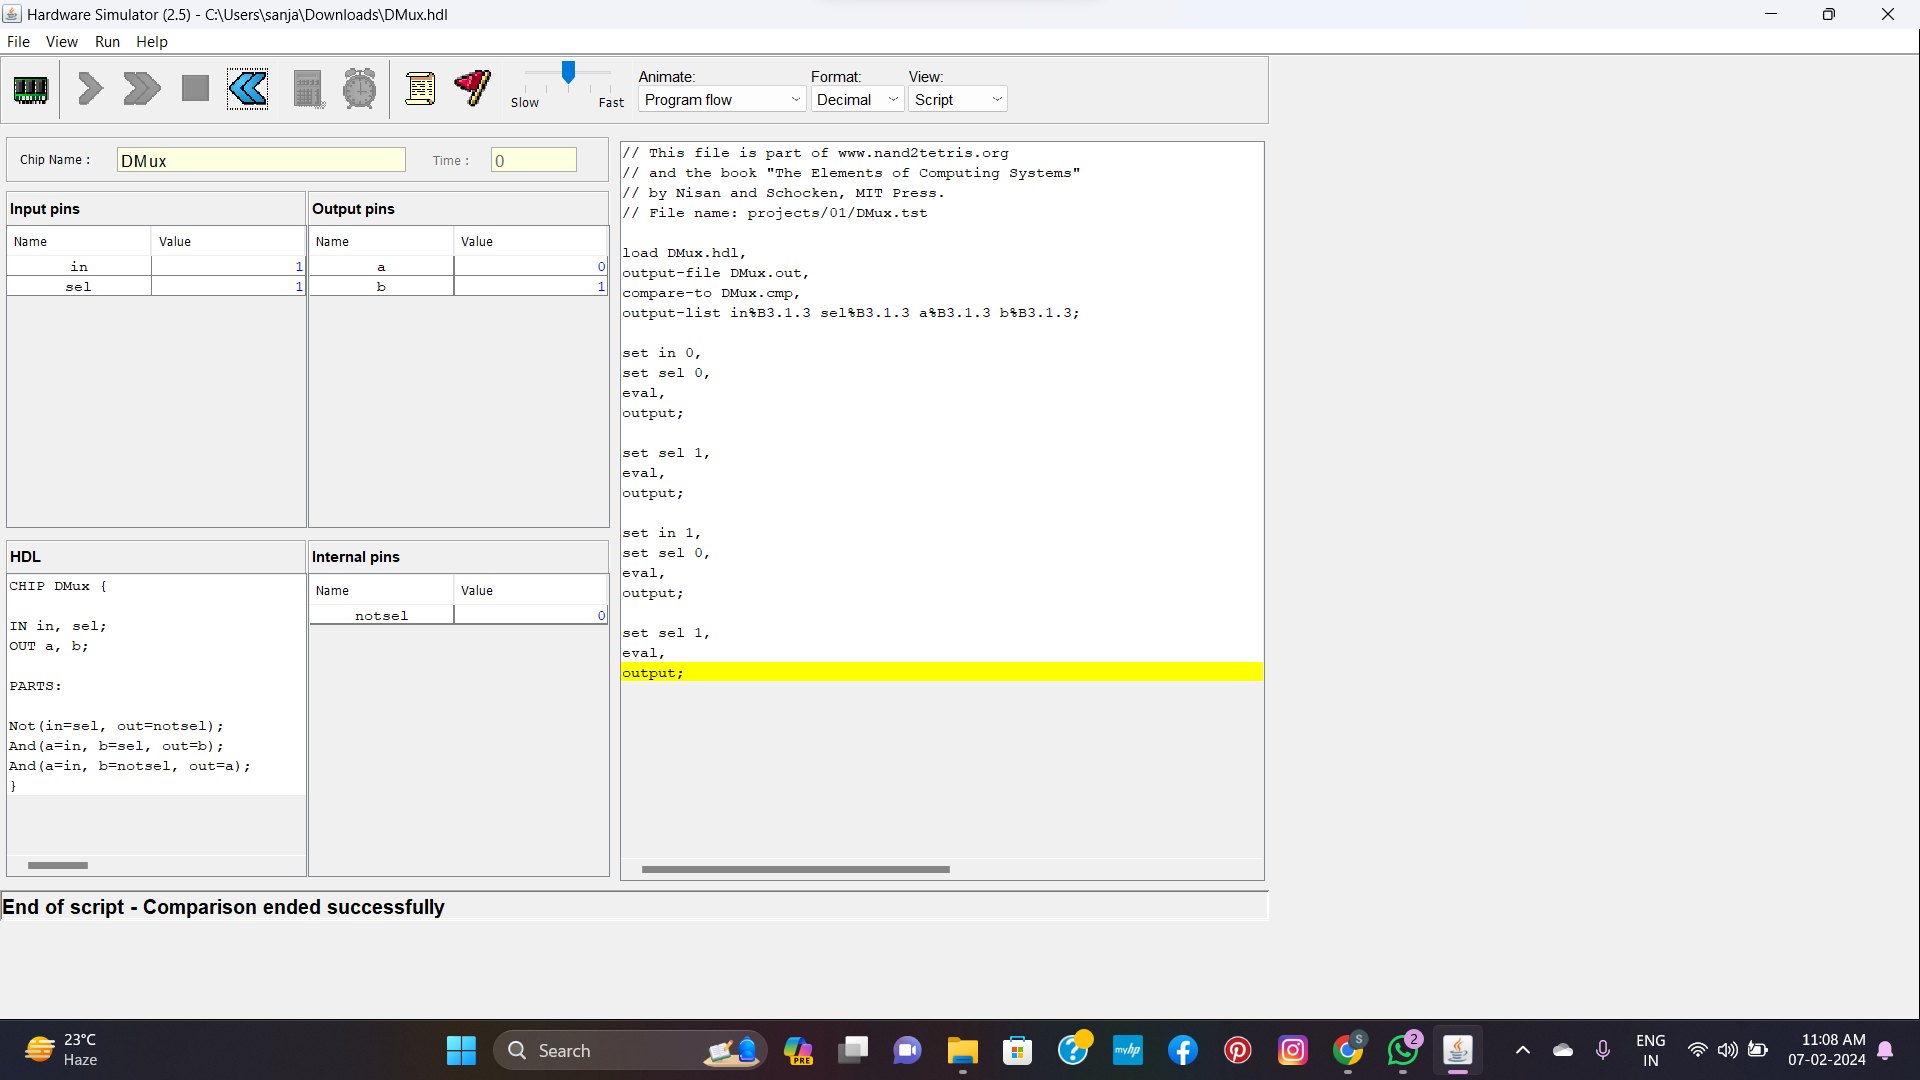 Hardware Simulator (2.5) - C:\Users\sanja\Downloads\DMux.hdl
File View Run Help
Slow Fast
Animate: Format: View:
Program flow Decimal Script
Chip Name : DMux Time : 0
Input pins
Name Value
in 1
sel 1
Output pins
Name Value
a 0
b 1
HDL
CHIP DMux {
IN in, sel;
OUT a, b;
PARTS:
Not(in=sel, out=notsel);
And(a=in, b=sel, out=b);
And(a=in, b=notsel, out=a);
}
Internal pins
Name Value
notsel 0
// This file is part of www.nand2tetris.org
// and the book "The Elements of Computing Systems"
// by Nisan and Schocken, MIT Press.
// File name: projects/01/DMux.tst
load DMux.hdl,
output-file DMux.out,
compare-to DMux.cmp,
output-list in%B3.1.3 sel%B3.1.3 a%B3.1.3 b%B3.1.3;
set in 0,
set sel 0,
eval,
output;
set sel 1,
eval,
output;
set in 1,
set sel 0,
eval,
output;
set sel 1,
eval,
output;
End of script - Comparison ended successfully
23°C
Haze
Search
PRE
myhp
S
2
ENG
IN
11:08 AM
07-02-2024